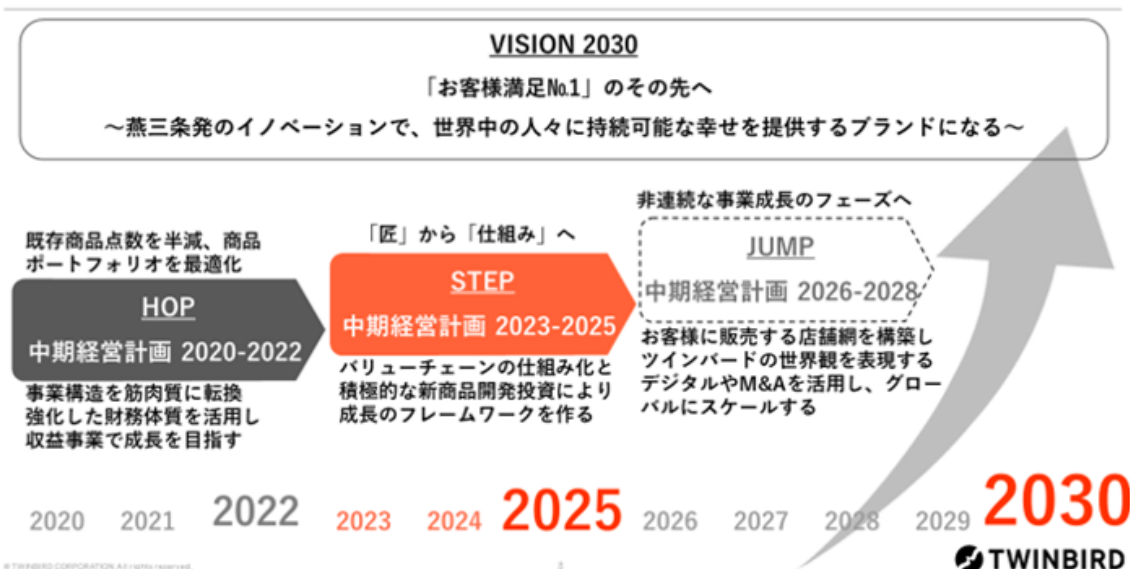 VISION 2030
「お客様満足№1」のその先へ
～燕三条発のイノベーションで、世界中の人々に持続可能な幸せを提供するブランドになる～
既存商品点数を半減、商品
ポートフォリオを最適化
HOP
中期経営計画 2020-2022
事業構造を筋肉質に転換
強化した財務体質を活用し
収益事業で成長を目指す
「匠」から「仕組み」へ
STEP
中期経営計画 2023-2025
バリューチェーンの仕組み化と
積極的な新商品開発投資により
成長のフレームワークを作る
非連続な事業成長のフェーズへ
JUMP
中期経営計画 2026-2028
お客様に販売する店舗網を構築し
ツインバードの世界観を表現する
デジタルやM&Aを活用し、グロー
バルにスケールする
2020 2021 2022 2023 2024 2025 2026 2027 2028 2029 2030
© TWINBIRD CORPORATION All rights reserved.
TWINBIRD